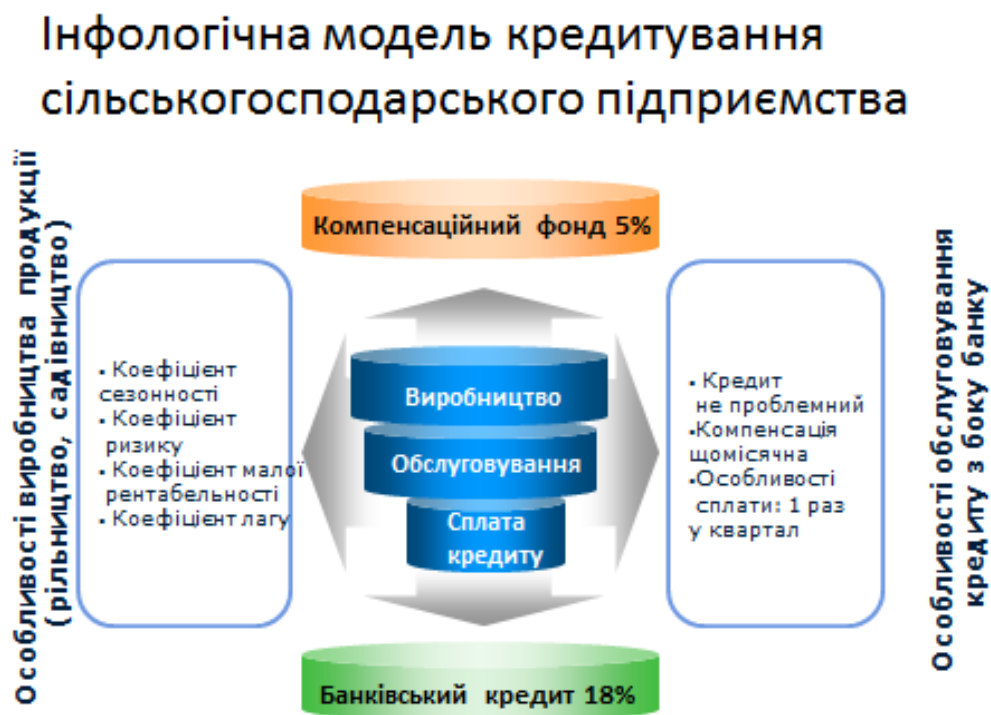 Інфологічна модель кредитування
сільськогосподарського підприємства
Особливості виробництва продукції
(рільництво, садівництво)
Компенсаційний фонд 5%
• Коефіцієнт
сезонності
• Коефіцієнт
ризику
• Коефіцієнт малої
рентабельності
• Коефіцієнт лагу
Виробництво
Обслуговування
Сплата
кредиту
• Кредит
не проблемний
•Компенсація
щомісячна
•Особливості
сплати: 1 раз
у квартал
Особливості обслуговування
кредиту з боку банку
Банківський кредит 18%